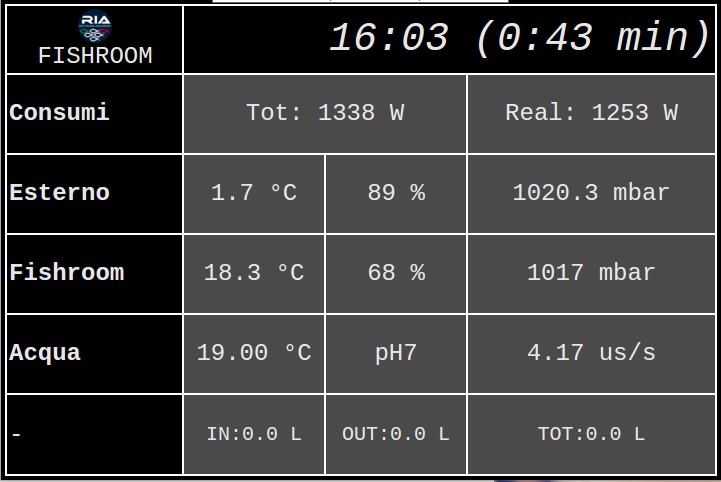 RIA
FISHROOM
16:03 (0:43 min)
Consumi
Tot: 1338 W
Real: 1253 W
Esterno
1.7 °C
89 %
1020.3 mbar
Fishroom
18.3 °C
68 %
1017 mbar
Acqua
19.00 °C
pH7
4.17 us/s
-
IN:0.0 L
OUT:0.0 L
TOT:0.0 L